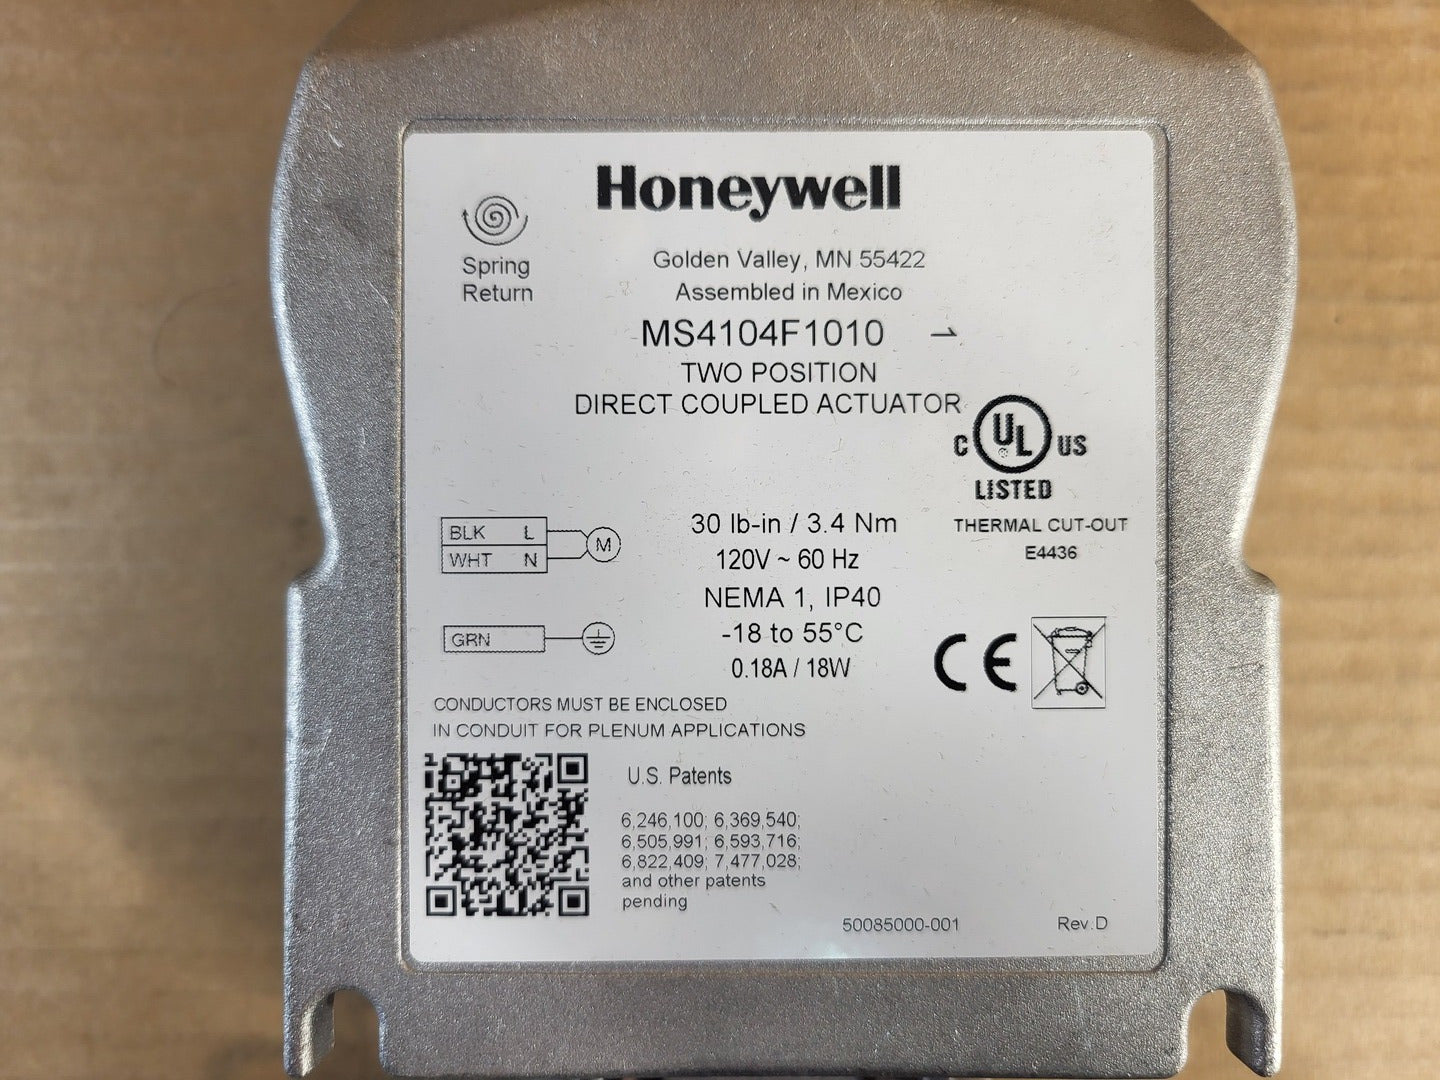 Honeywell
Spring
Return
Golden Valley, MN 55422
Assembled in Mexico
MS4104F1010
TWO POSITION
DIRECT COUPLED ACTUATOR
C UL US
LISTED
THERMAL CUT-OUT
E4436
BLK L
WHT N
M
GRN
30 lb-in / 3.4 Nm
120V ~ 60 Hz
NEMA 1, IP40
-18 to 55°C
0.18A / 18W
CE
CONDUCTORS MUST BE ENCLOSED
IN CONDUIT FOR PLENUM APPLICATIONS
U.S. Patents
6,246,100; 6,369,540;
6,505,991; 6,593,716;
6,822,409; 7,477,028;
and other patents
pending
50085000-001 Rev.D